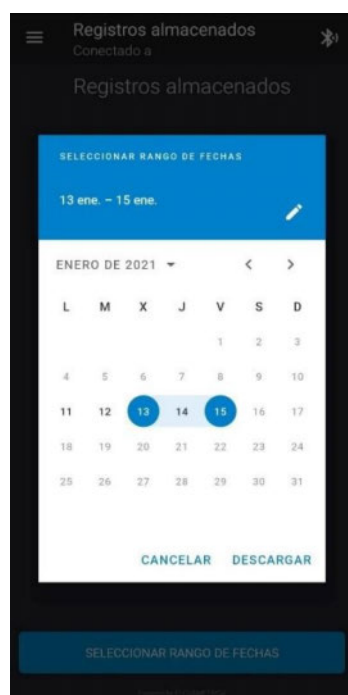 Registros almacenados
Conectado a
Registros almacenados
SELECCIONAR RANGO DE FECHAS
13 ene. – 15 ene.
ENERO DE 2021
L M X J V S D
1 2 3
4 5 6 7 8 9 10
11 12 13 14 15 16 17
18 19 20 21 22 23 24
25 26 27 28 29 30 31
CANCELAR DESCARGAR
SELECCIONAR RANGO DE FECHAS